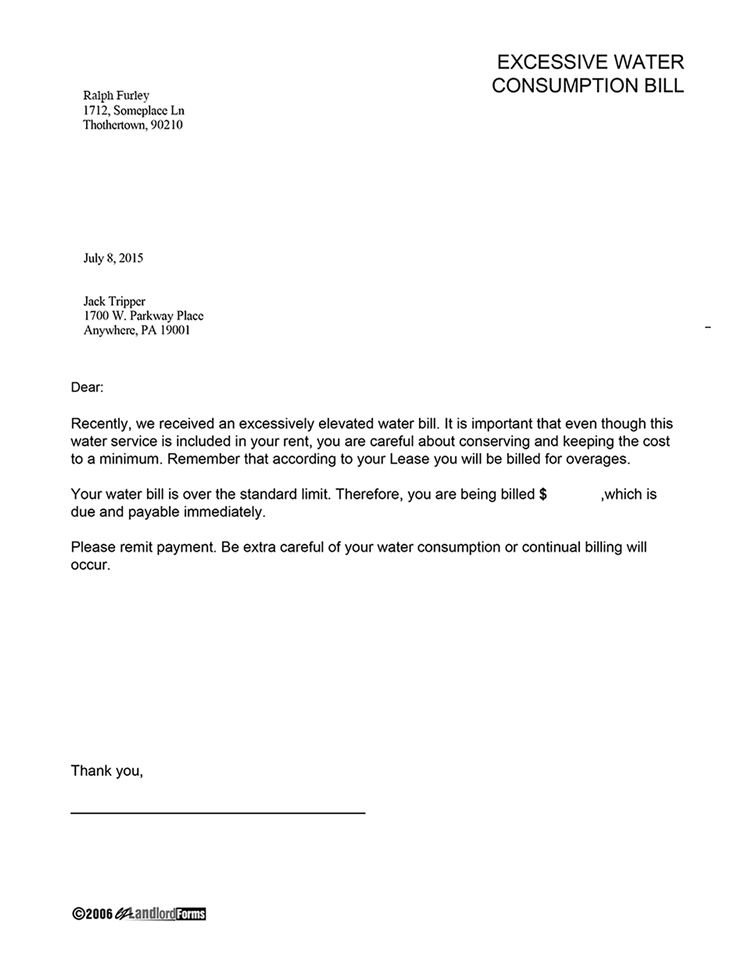 EXCESSIVE WATER
CONSUMPTION BILL
Ralph Furley
1712, Someplace Ln
Thothertown, 90210
July 8, 2015
Jack Tripper
1700 W. Parkway Place
Anywhere, PA 19001
Dear:
Recently, we received an excessively elevated water bill. It is important that even though this
water service is included in your rent, you are careful about conserving and keeping the cost
to a minimum. Remember that according to your Lease you will be billed for overages.
Your water bill is over the standard limit. Therefore, you are being billed $ ,which is
due and payable immediately.
Please remit payment. Be extra careful of your water consumption or continual billing will
occur.
Thank you,
©2006 ezLandlordForms